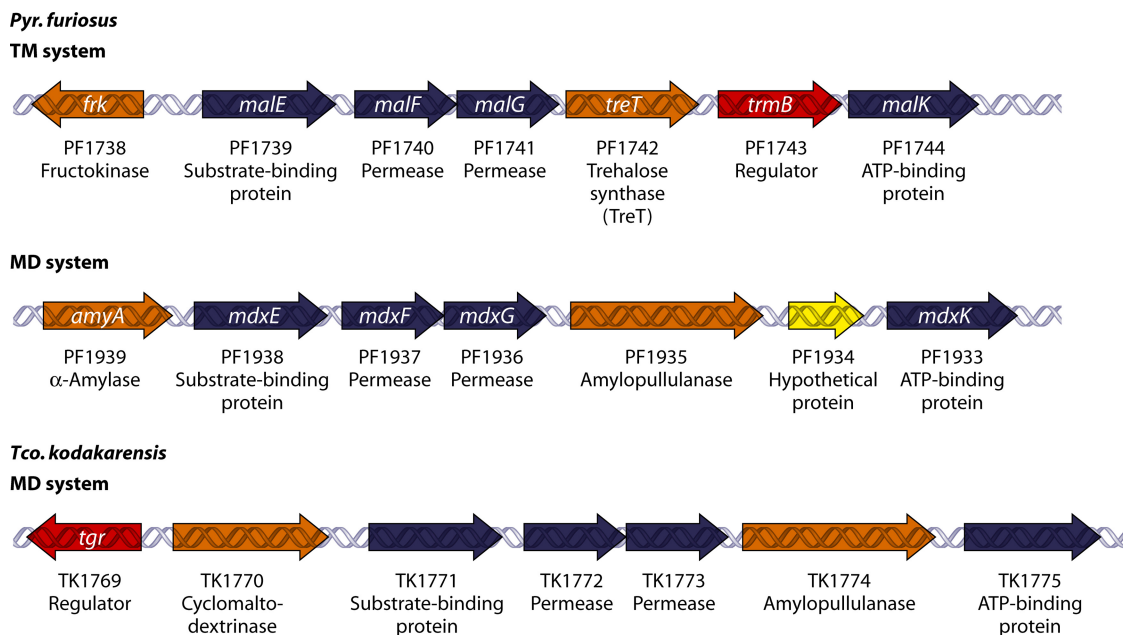 Pyr. furiosus
TM system
frk malE malF malG treT trmB malK
PF1738 PF1739 PF1740 PF1741 PF1742 PF1743 PF1744
Fructokinase Substrate-binding Permease Permease Trehalose Regulator ATP-binding
protein synthase protein
(TreT)
MD system
amyA mdxE mdxF mdxG mdxK
PF1939 PF1938 PF1937 PF1936 PF1935 PF1934 PF1933
α-Amylase Substrate-binding Permease Permease Amylopullulanase Hypothetical ATP-binding
protein protein protein
Tco. kodakarensis
MD system
tgr
TK1769 TK1770 TK1771 TK1772 TK1773 TK1774 TK1775
Regulator Cyclomalto- Substrate-binding Permease Permease Amylopullulanase ATP-binding
dextrinase protein protein